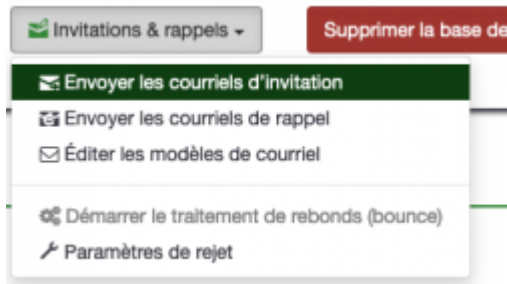 Invitations & rappels
Supprimer la base de
Envoyer les courriels d'invitation
Envoyer les courriels de rappel
Éditer les modèles de courriel
Démarrer le traitement de rebonds (bounce)
Paramètres de rejet